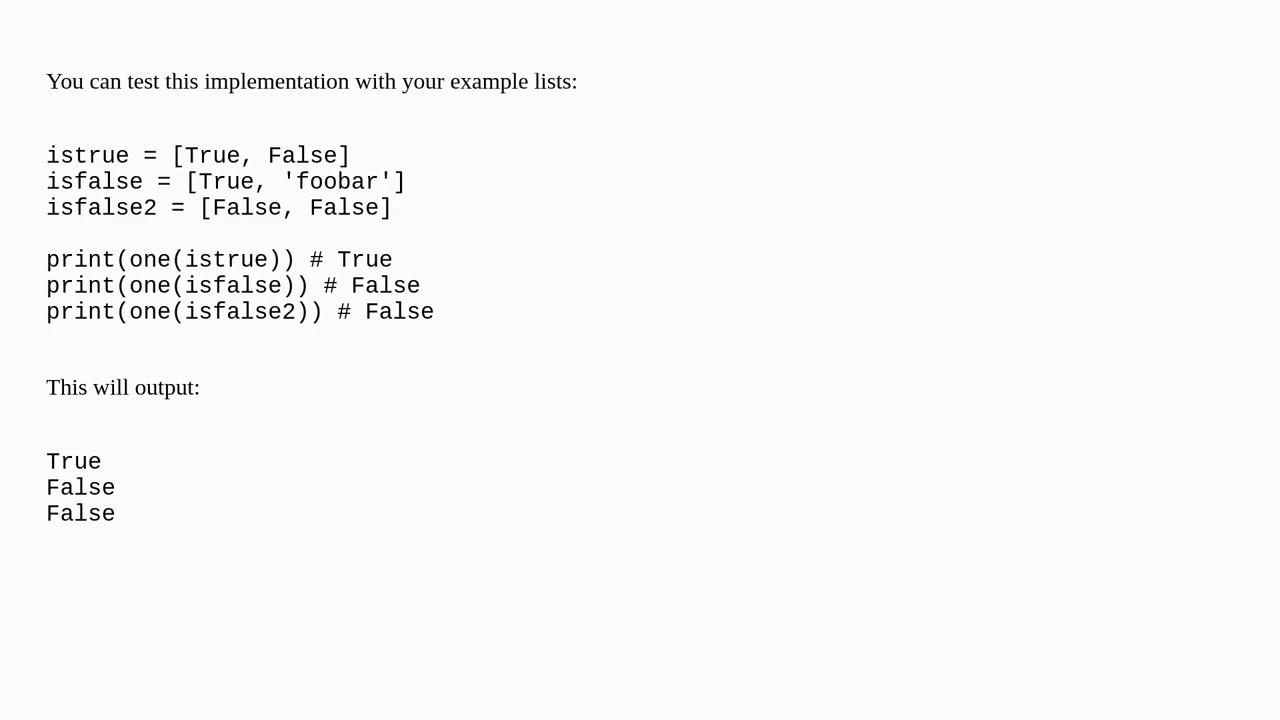 You can test this implementation with your example lists:
istrue = [True, False]
isfalse = [True, 'foobar']
isfalse2 = [False, False]
print(one(istrue)) # True
print(one(isfalse)) # False
print(one(isfalse2)) # False
This will output:
True
False
False